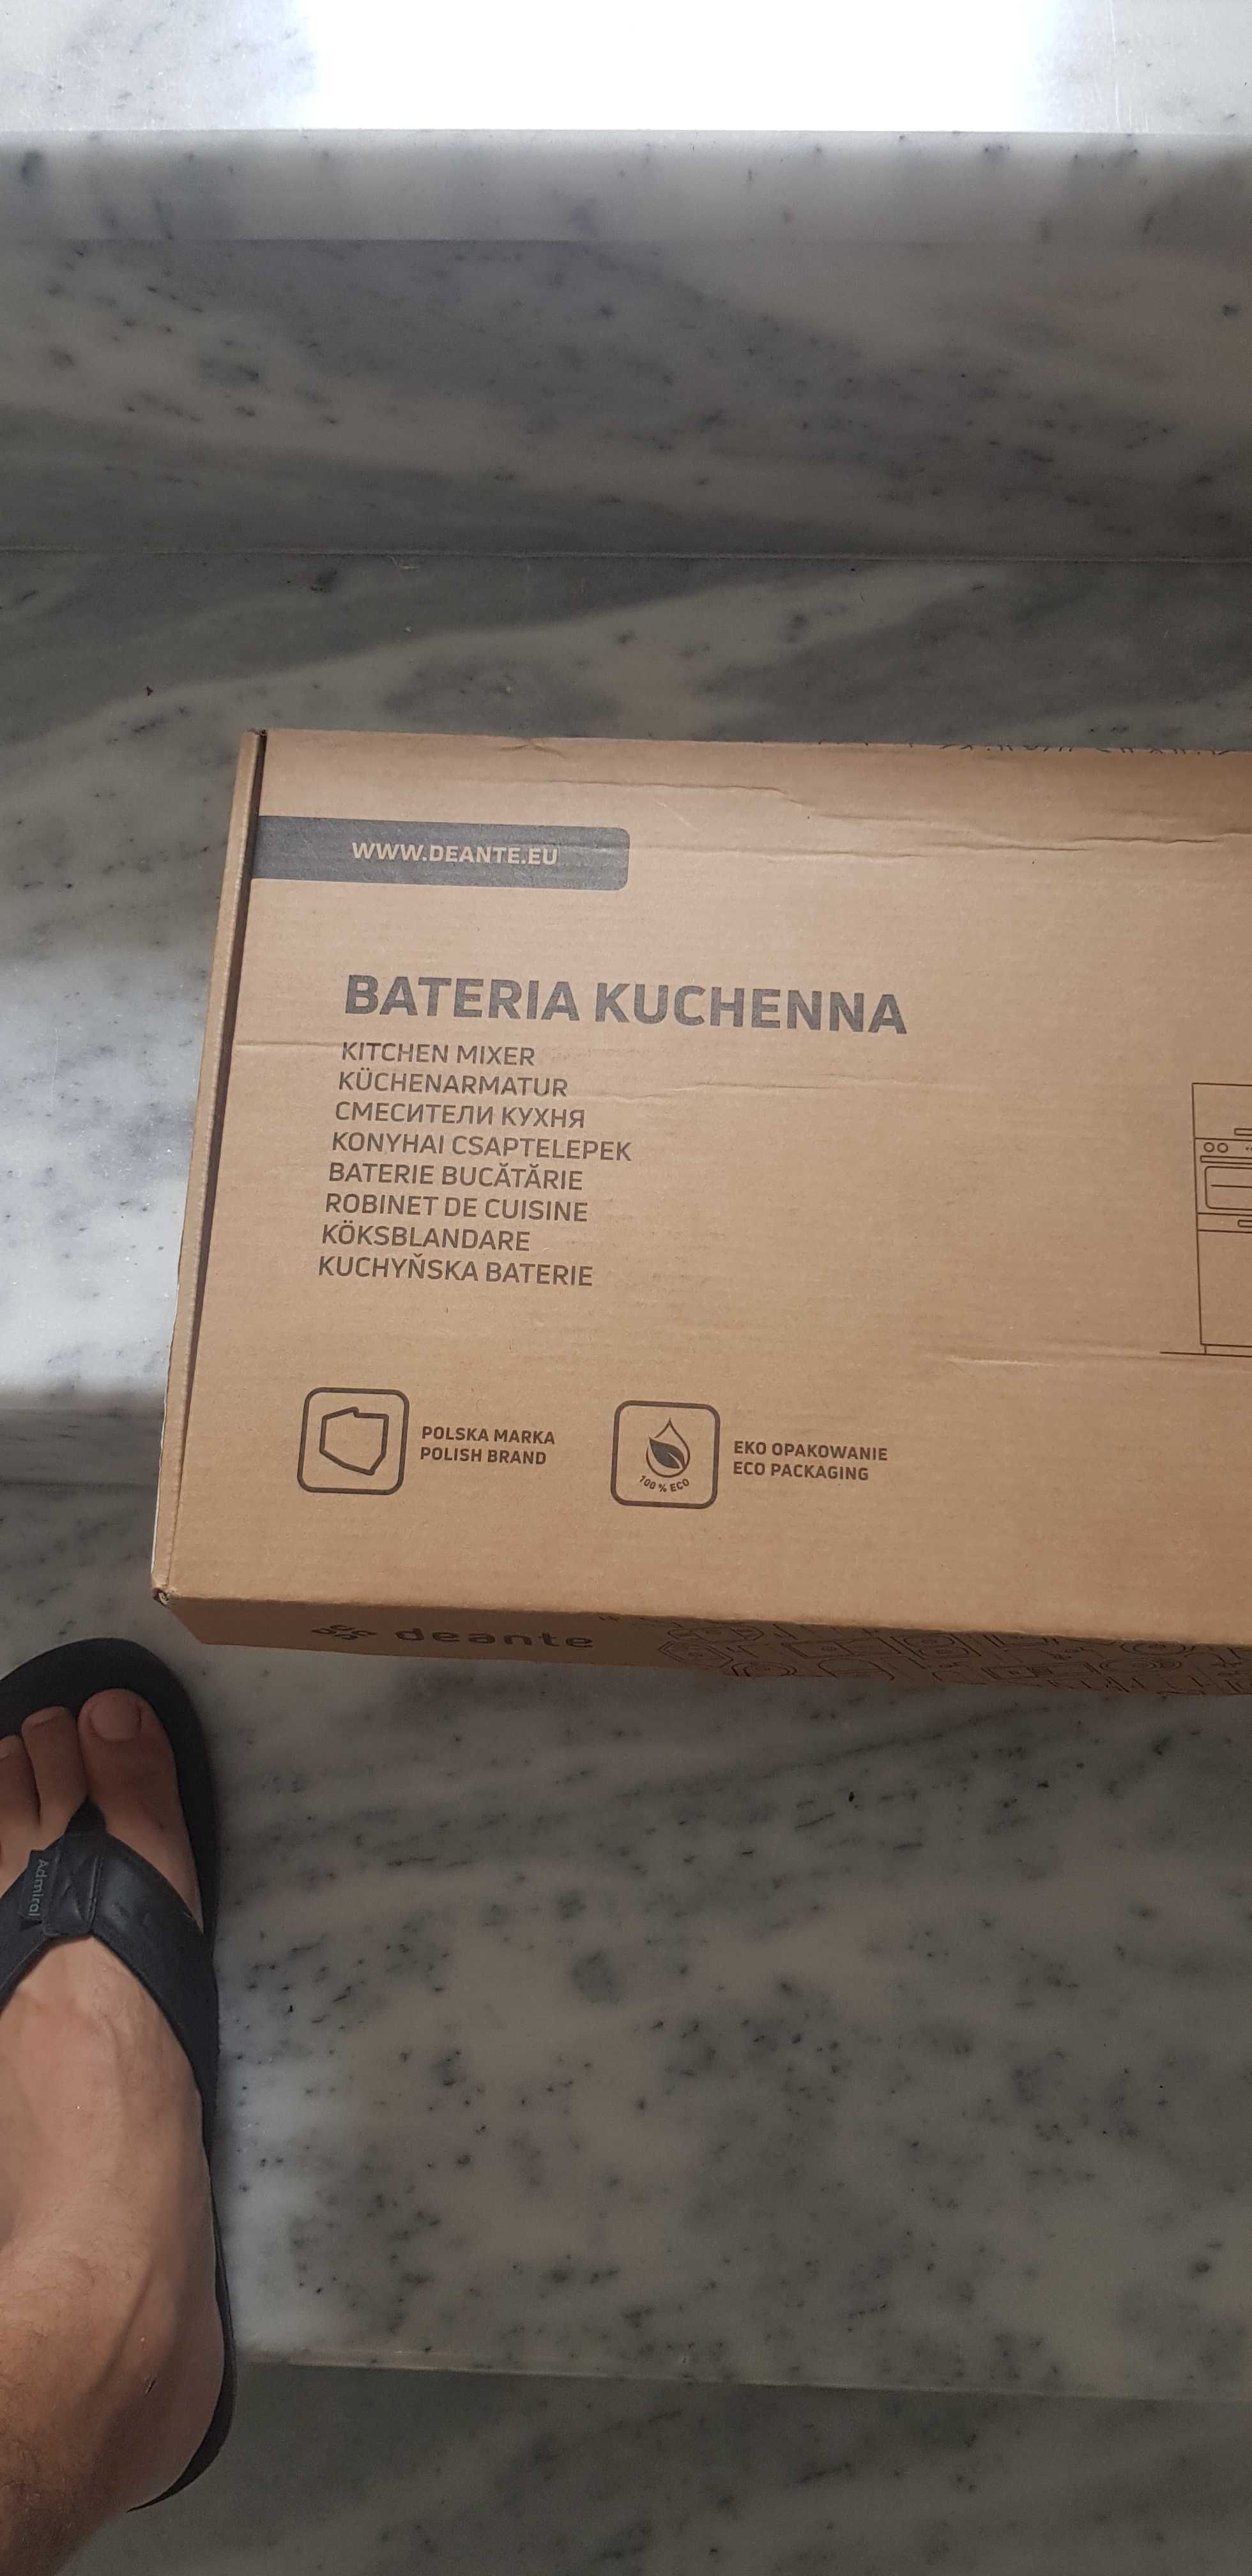 WWW.DEANTE.EU
BATERIA KUCHENNA
KITCHEN MIXER
KÜCHENARMATUR
СМЕСИТЕЛИ КУХНЯ
KONYHAI CSAPTELEPEK
BATERIE BUCĂTĂRIE
ROBINET DE CUISINE
KÖKSBLANDARE
KUCHYŇSKA BATERIE
POLSKA MARKA
POLISH BRAND
100 % ECO
EKO OPAKOWANIE
ECO PACKAGING
deante
Admiral